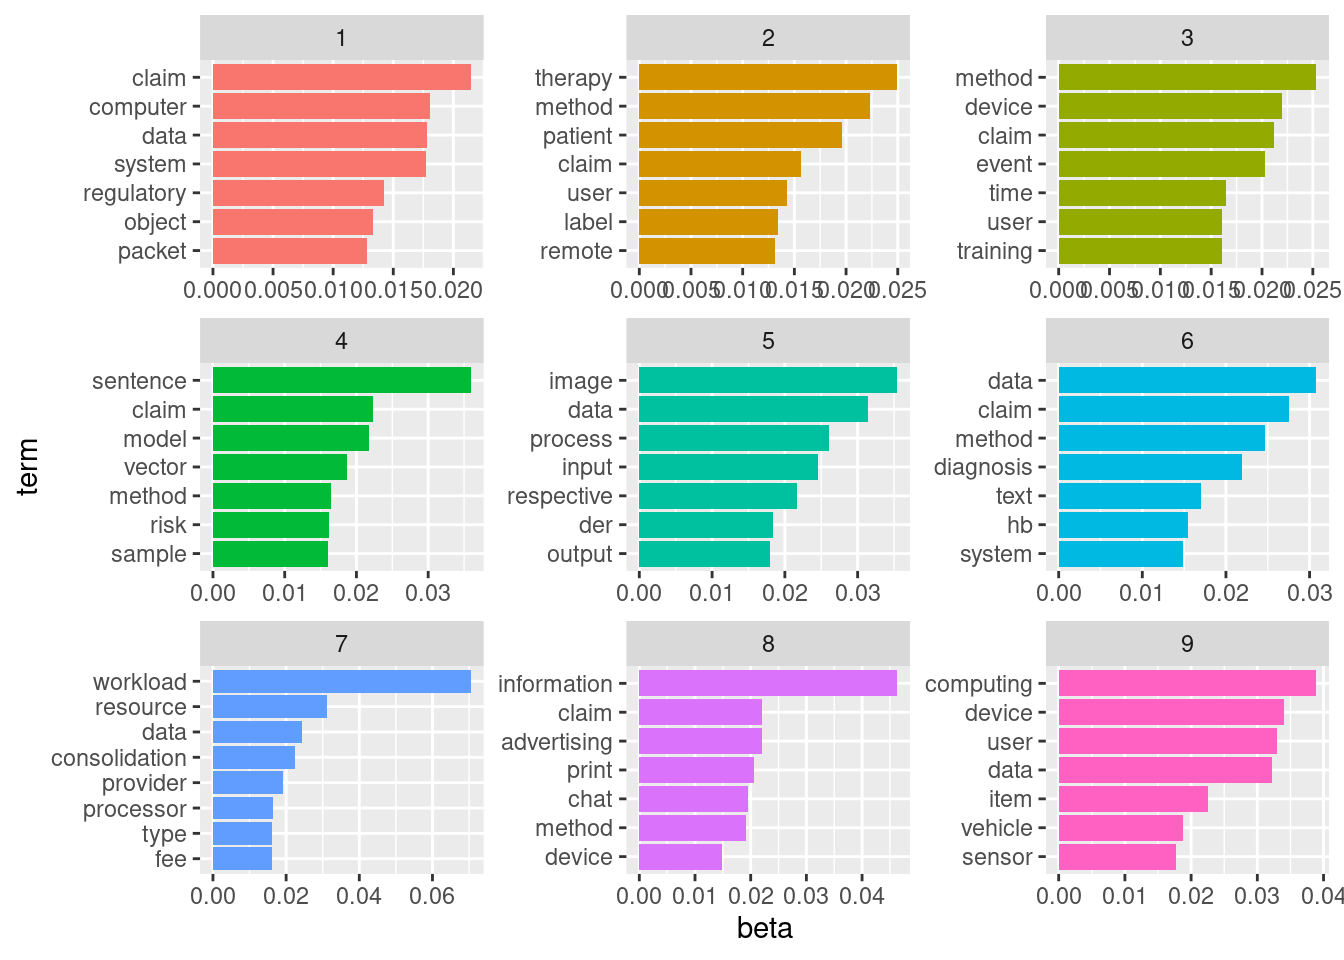 1
claim
computer
data
system
regulatory
object
packet
0.000 0.005 0.010 0.015 0.020
2
therapy
method
patient
claim
user
label
remote
0.000 0.005 0.010 0.015 0.020 0.025
3
method
device
claim
event
time
user
training
0.000 0.005 0.010 0.015 0.020 0.025
4
sentence
claim
model
vector
method
risk
sample
0.00 0.01 0.02 0.03
5
image
data
process
input
respective
der
output
0.00 0.01 0.02 0.03
6
data
claim
method
diagnosis
text
hb
system
0.00 0.01 0.02 0.03
7
workload
resource
data
consolidation
provider
processor
type
fee
0.00 0.02 0.04 0.06
8
information
claim
advertising
print
chat
method
device
0.00 0.01 0.02 0.03 0.04
9
computing
device
user
data
item
vehicle
sensor
0.00 0.01 0.02 0.03 0.04
term
beta